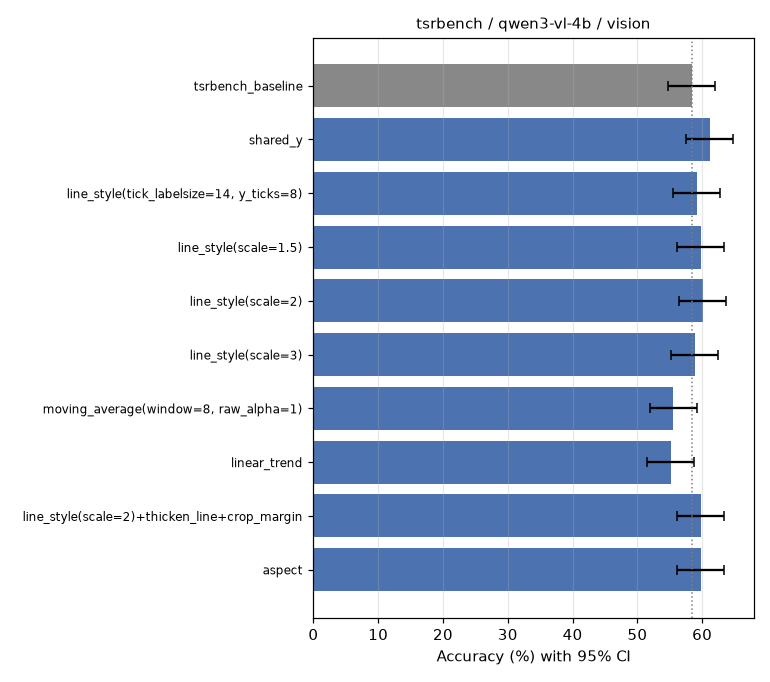 tsrbench / qwen3-vl-4b / vision
tsrbench_baseline
shared_y
line_style(tick_labelsize=14, y_ticks=8)
line_style(scale=1.5)
line_style(scale=2)
line_style(scale=3)
moving_average(window=8, raw_alpha=1)
linear_trend
line_style(scale=2)+thicken_line+crop_margin
aspect
0 10 20 30 40 50 60
Accuracy (%) with 95% CI